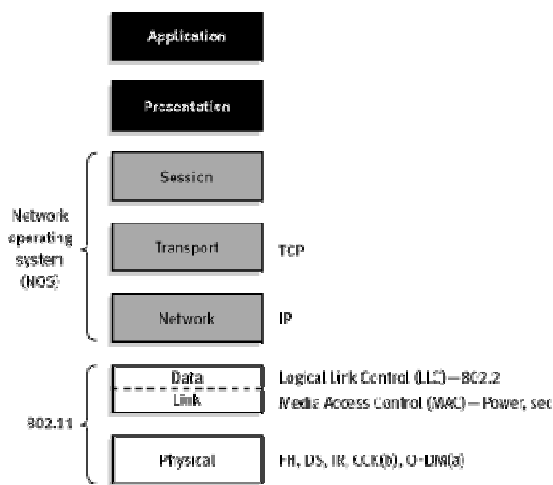 Application
Presentation
Session
Network
operating
system
(NOS)
Transport
TCP
Network
IP
Data
Link
Logical Link Control (LLC)—802.2
Media Access Control (MAC)—Power, sec
802.11
Physical
FH, DS, IR, CCK(b), OFDM(a)